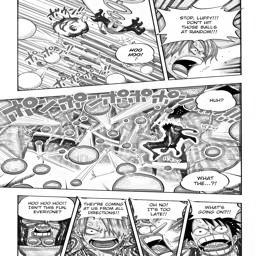 STOP, LUFFY!!!
DON'T HIT
THOSE BALLS
AT
RANDOM!!!
HOO
HOO!
HUH?
WHAT
THE...?!
HOO HOO HOO!!
ISN'T THIS FUN,
EVERYONE?
THEY'RE COMING
AT US FROM ALL
DIRECTIONS!!
OH NO!
IT'S TOO
LATE!!
WHAT'S
GOING ON?!